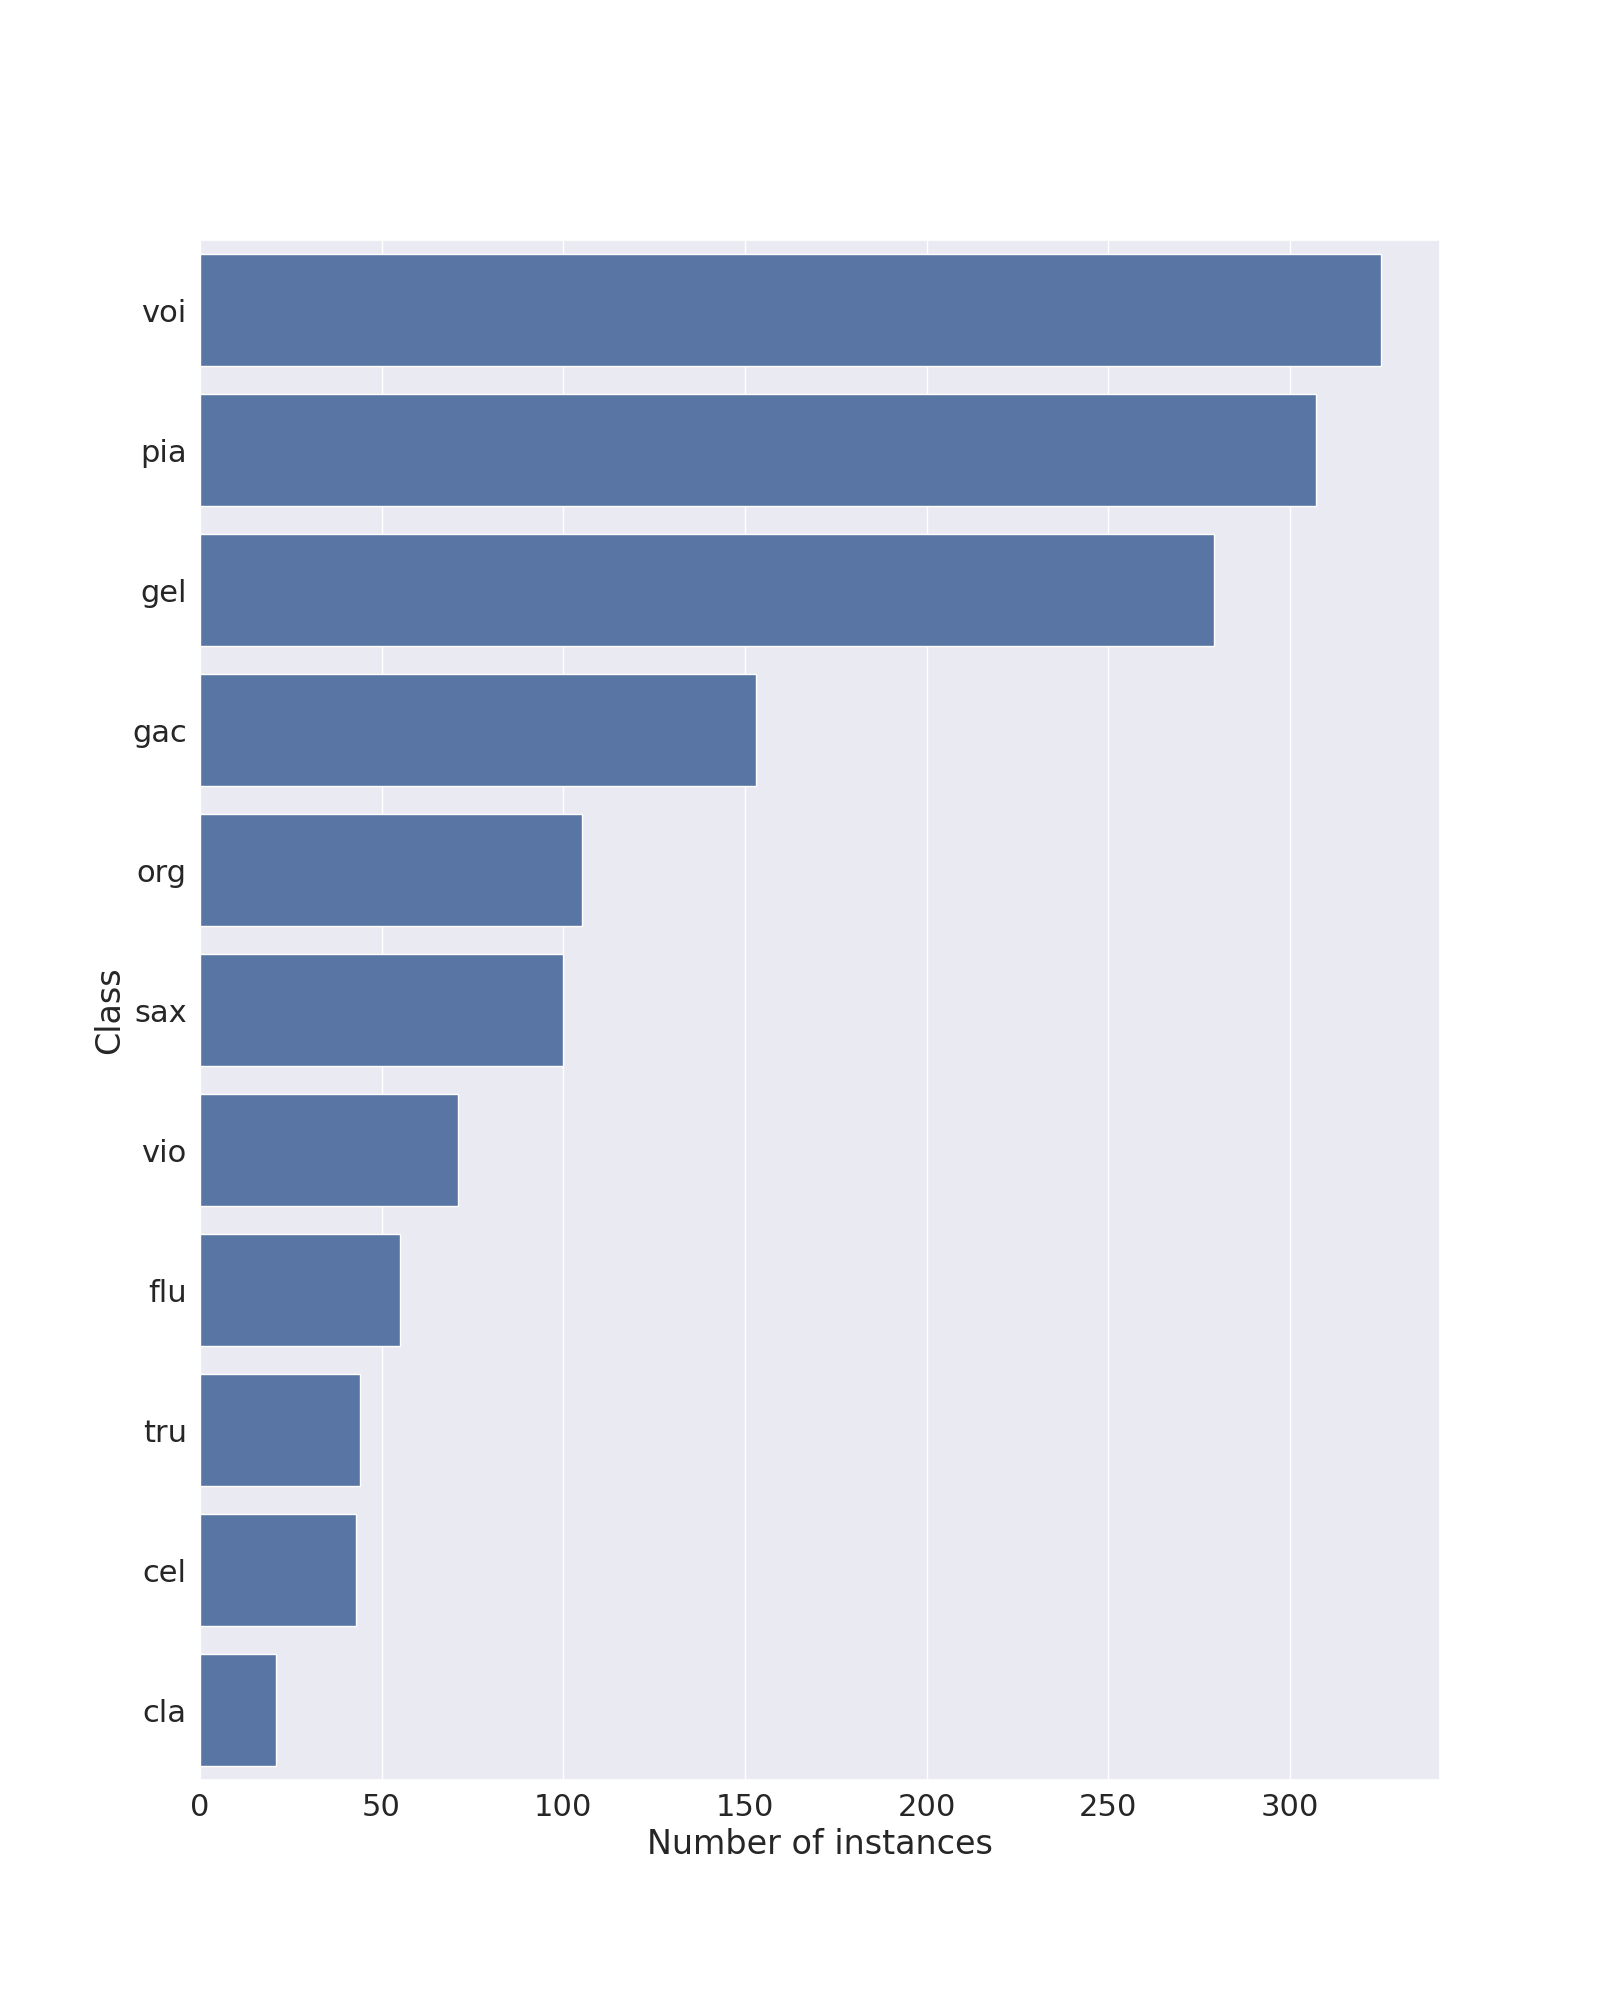 voi
pia
gel
gac
org
sax
vio
flu
tru
cel
cla
Class
0 50 100 150 200 250 300
Number of instances